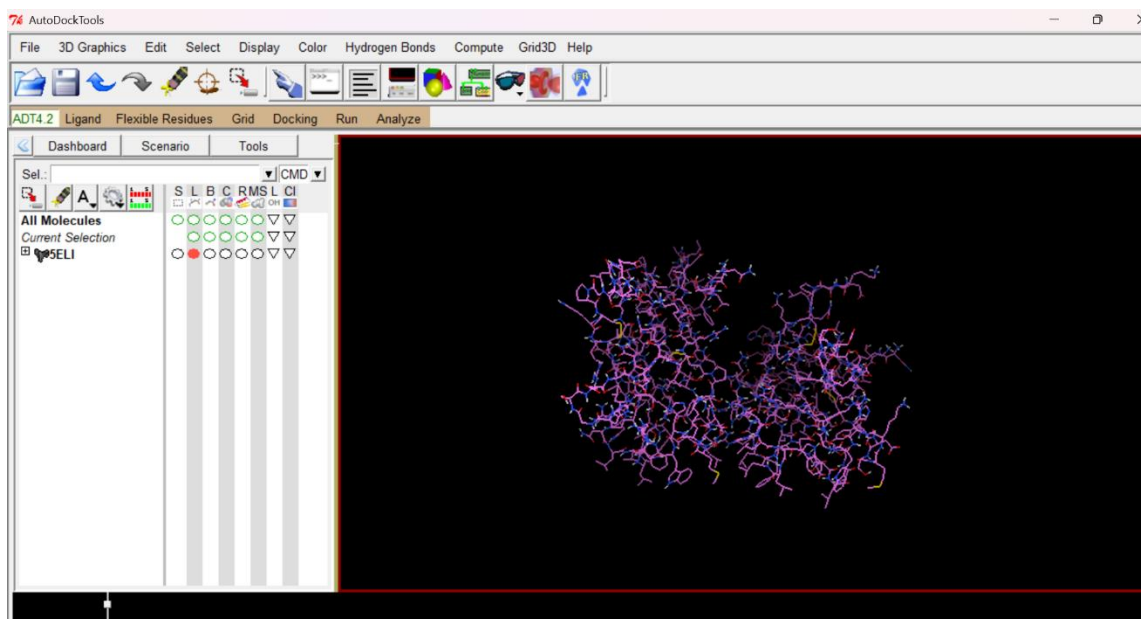 AutoDockTools
File 3D Graphics Edit Select Display Color Hydrogen Bonds Compute Grid3D Help
ADT4.2 Ligand Flexible Residues Grid Docking Run Analyze
Dashboard Scenario Tools
Sel.: CMD
A S L B C R MS L Cl
All Molecules
Current Selection
5ELI